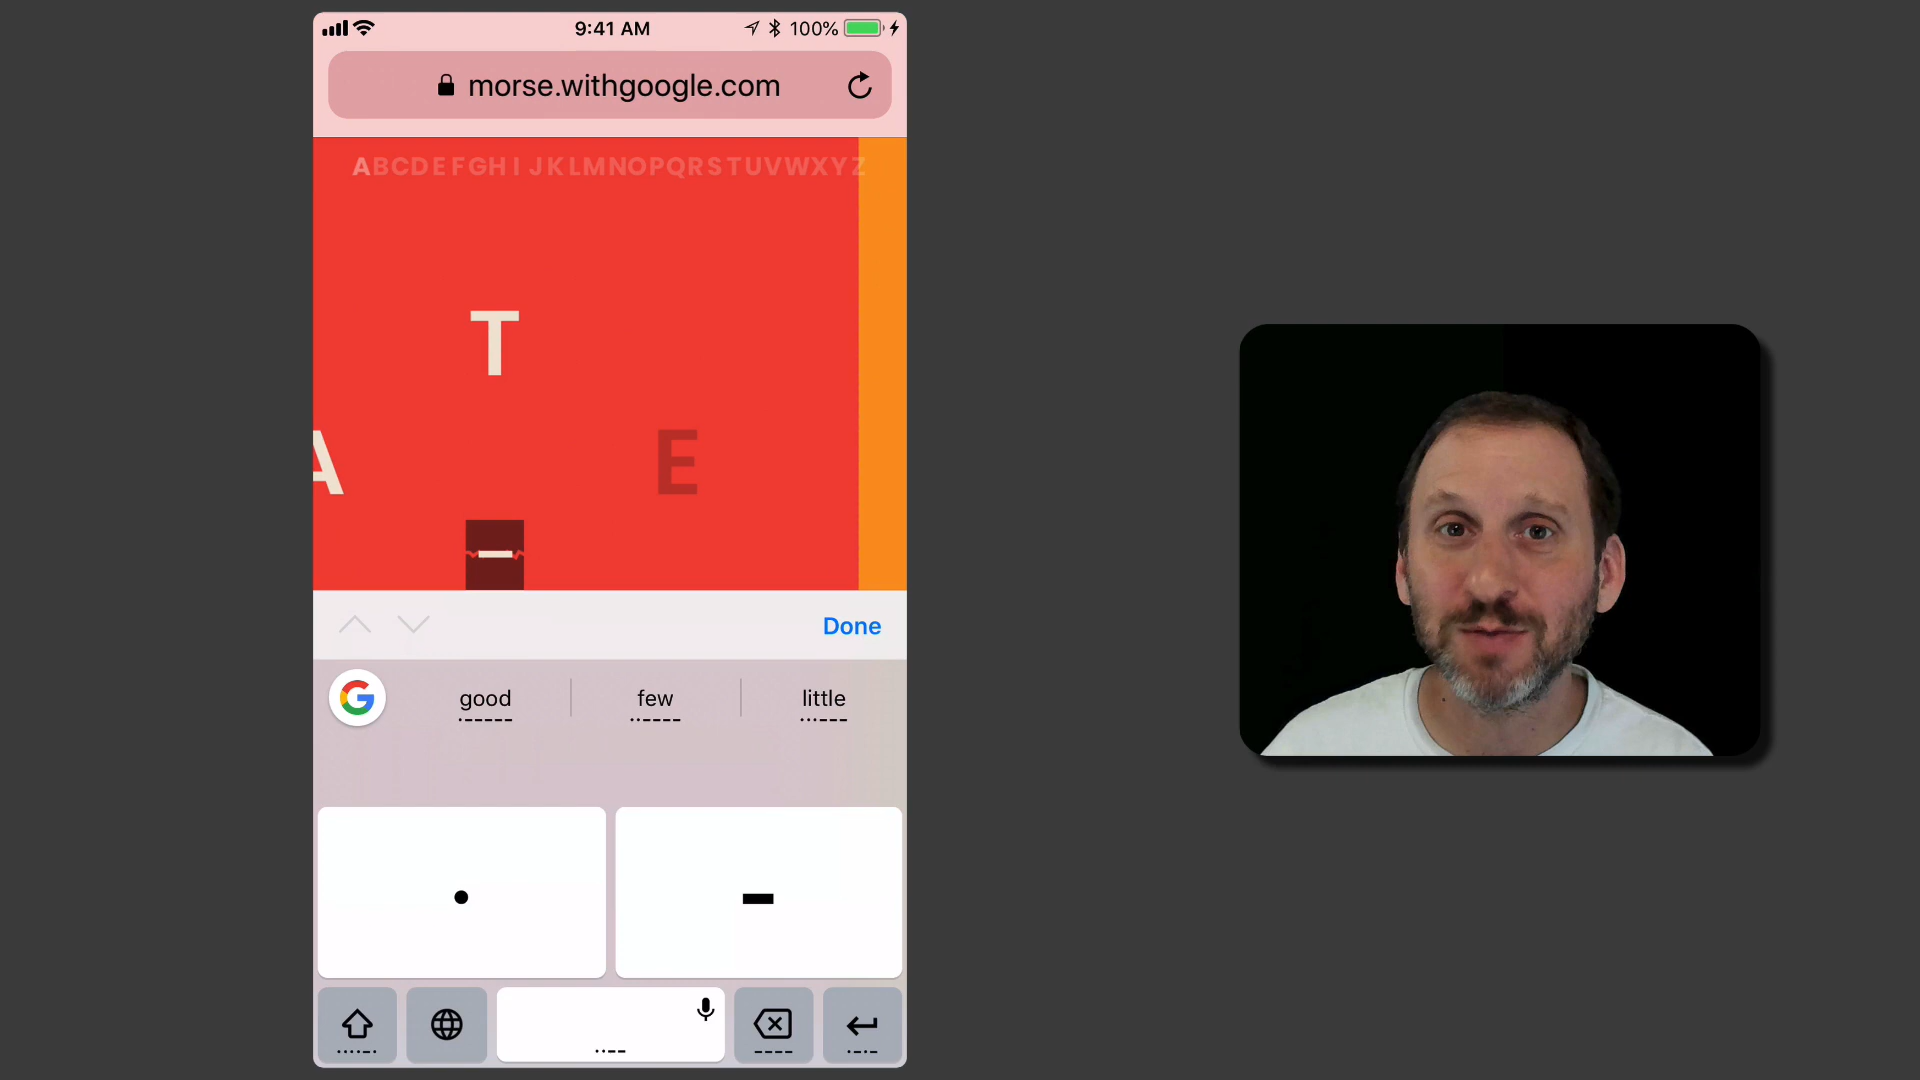 9:41 AM
100%
morse.withgoogle.com
ABCDEFGHIJKLMNOPQRSTUVWXYZ
T
A
E
Done
G
good
few
little